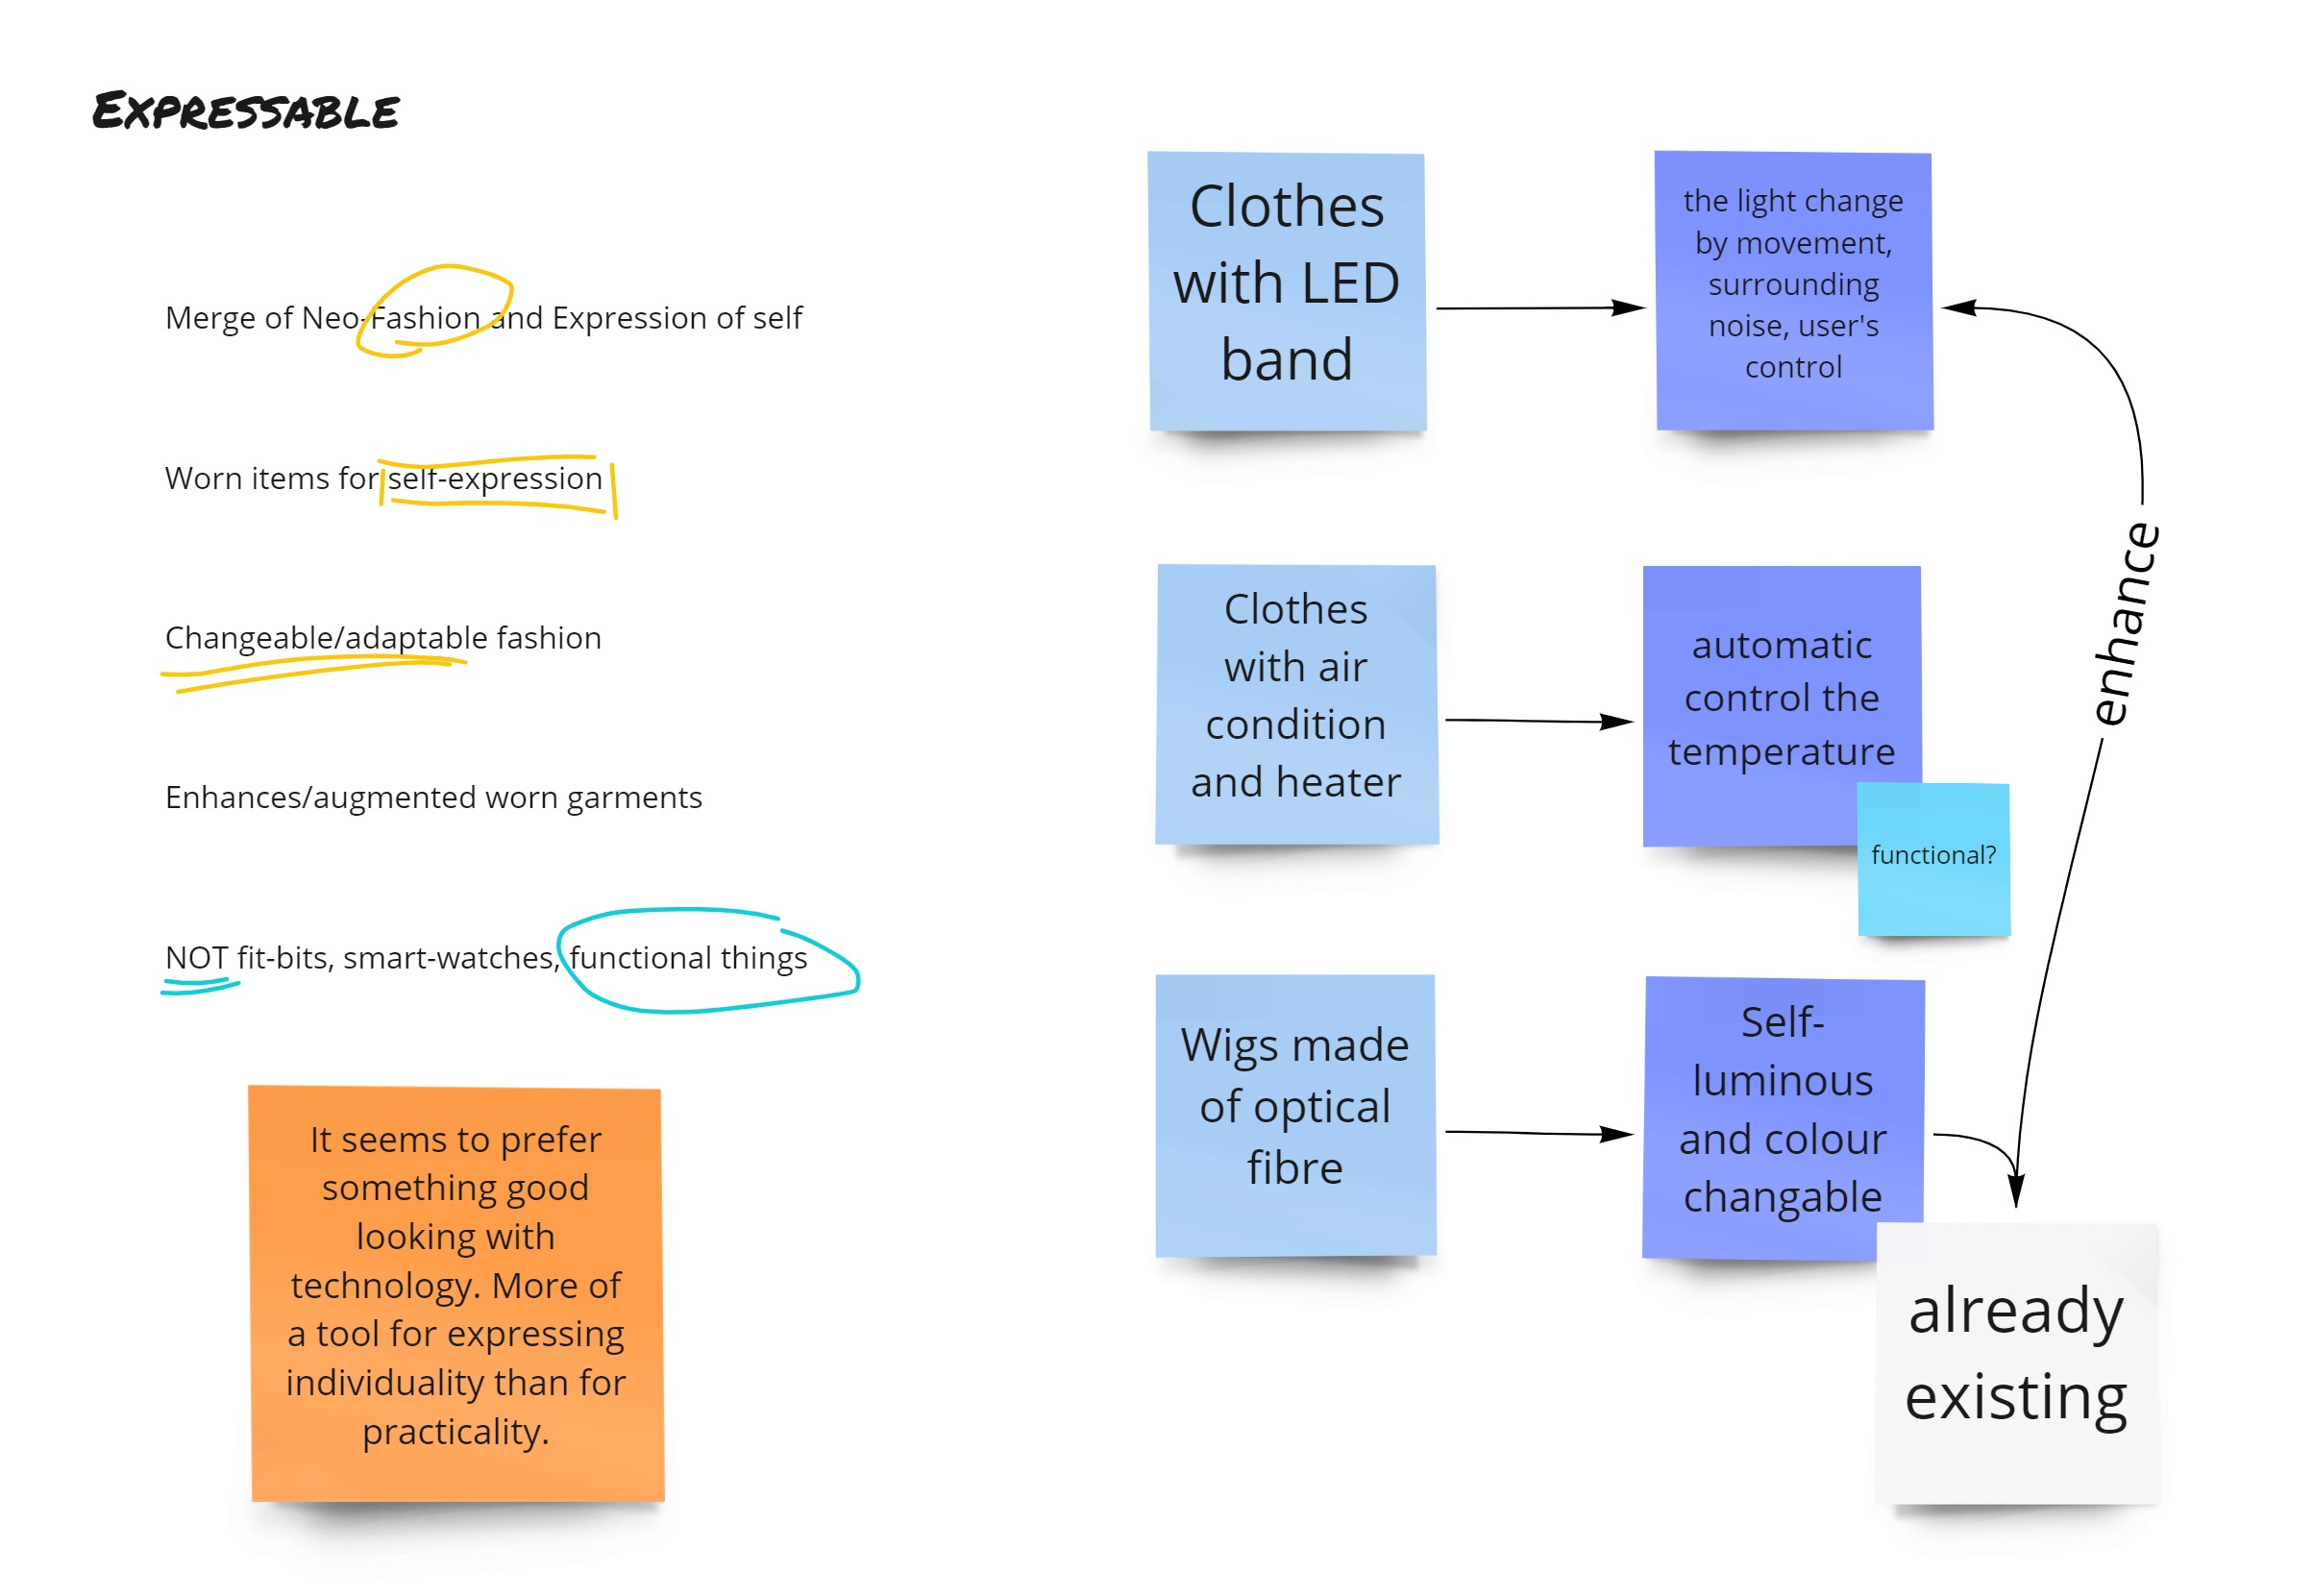 EXPRESSABLE
Merge of Neo-Fashion and Expression of self
Worn items for self-expression
Changeable/adaptable fashion
Enhances/augmented worn garments
NOT fit-bits, smart-watches, functional things
It seems to prefer
something good
looking with
technology. More of
a tool for expressing
individuality than for
practicality.
Clothes
with LED
band
the light change
by movement,
surrounding
noise, user's
control
enhance
Clothes
with air
condition
and heater
automatic
control the
temperature
functional?
Wigs made
of optical
fibre
Self-
luminous
and colour
changable
already
existing